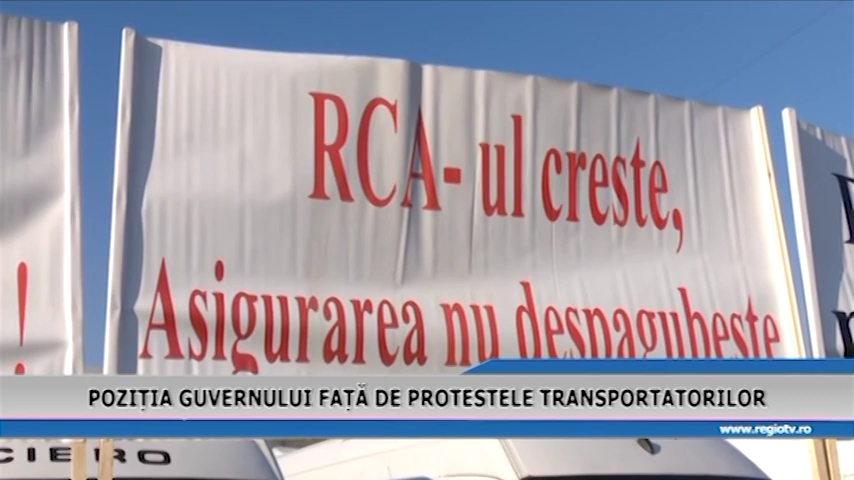 RCA- ul creste,
Asigurarea nu despagubeste
!
POZIȚIA GUVERNULUI FAȚĂ DE PROTESTELE TRANSPORTATORILOR
www.regiotv.ro
CIERO